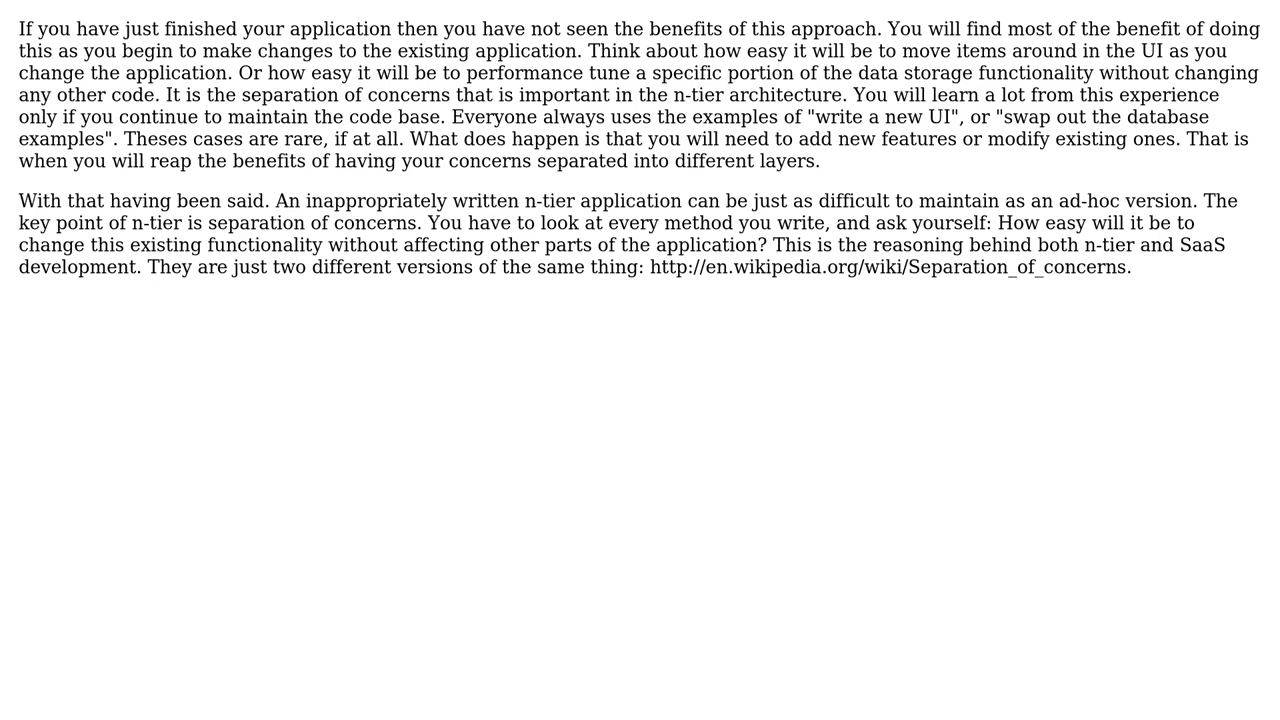 If you have just finished your application then you have not seen the benefits of this approach. You will find most of the benefit of doing
this as you begin to make changes to the existing application. Think about how easy it will be to move items around in the UI as you
change the application. Or how easy it will be to performance tune a specific portion of the data storage functionality without changing
any other code. It is the separation of concerns that is important in the n-tier architecture. You will learn a lot from this experience
only if you continue to maintain the code base. Everyone always uses the examples of "write a new UI", or "swap out the database
examples". Theses cases are rare, if at all. What does happen is that you will need to add new features or modify existing ones. That is
when you will reap the benefits of having your concerns separated into different layers.
With that having been said. An inappropriately written n-tier application can be just as difficult to maintain as an ad-hoc version. The
key point of n-tier is separation of concerns. You have to look at every method you write, and ask yourself: How easy will it be to
change this existing functionality without affecting other parts of the application? This is the reasoning behind both n-tier and SaaS
development. They are just two different versions of the same thing: http://en.wikipedia.org/wiki/Separation_of_concerns.